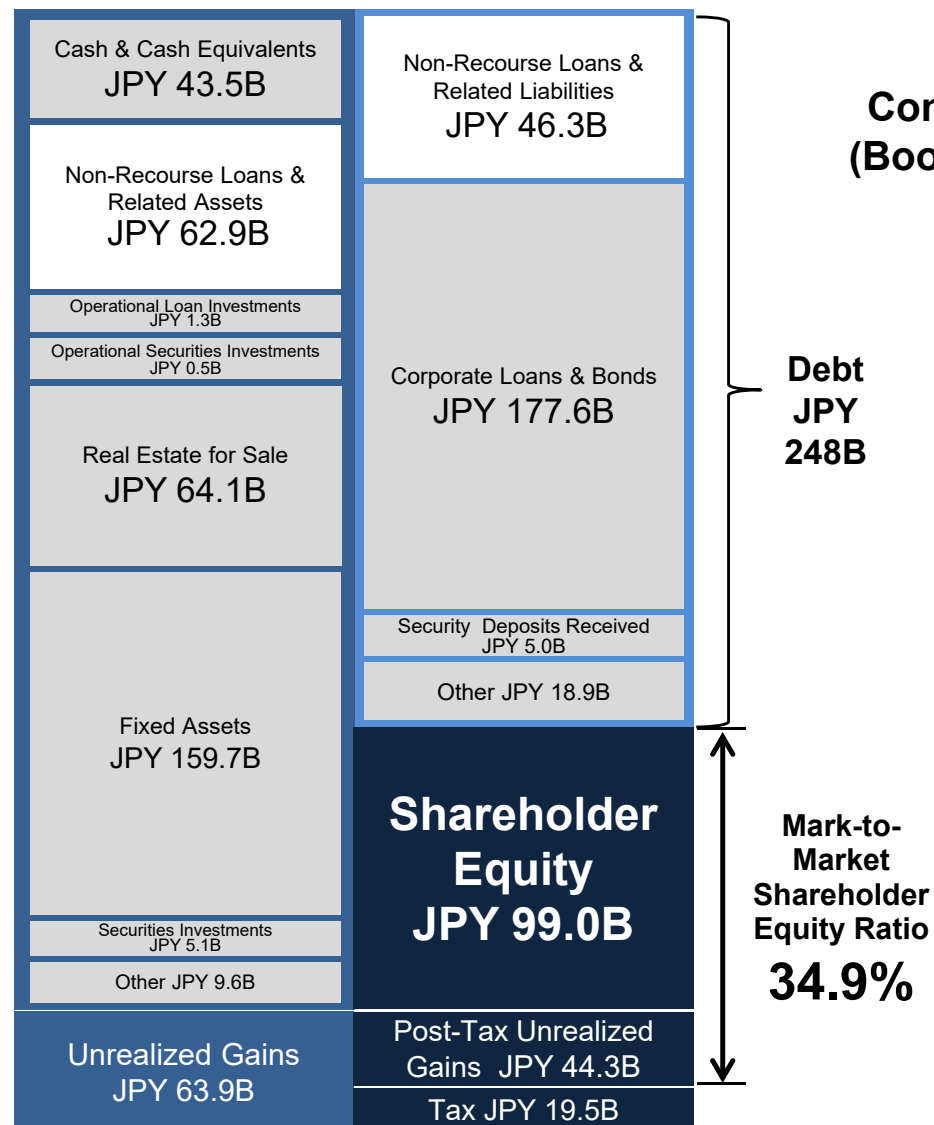 Cash & Cash Equivalents
JPY 43.5B
Non-Recourse Loans &
Related Assets
JPY 62.9B
Operational Loan Investments
JPY 1.3B
Operational Securities Investments
JPY 0.5B
Real Estate for Sale
JPY 64.1B
Fixed Assets
JPY 159.7B
Securities Investments
JPY 5.1B
Other JPY 9.6B
Unrealized Gains
JPY 63.9B
Non-Recourse Loans &
Related Liabilities
JPY 46.3B
Corporate Loans & Bonds
JPY 177.6B
Security Deposits Received
JPY 5.0B
Other JPY 18.9B
Shareholder
Equity
JPY 99.0B
Post-Tax Unrealized
Gains JPY 44.3B
Tax JPY 19.5B
Debt
JPY
248B
Mark-to-
Market
Shareholder
Equity Ratio
34.9%